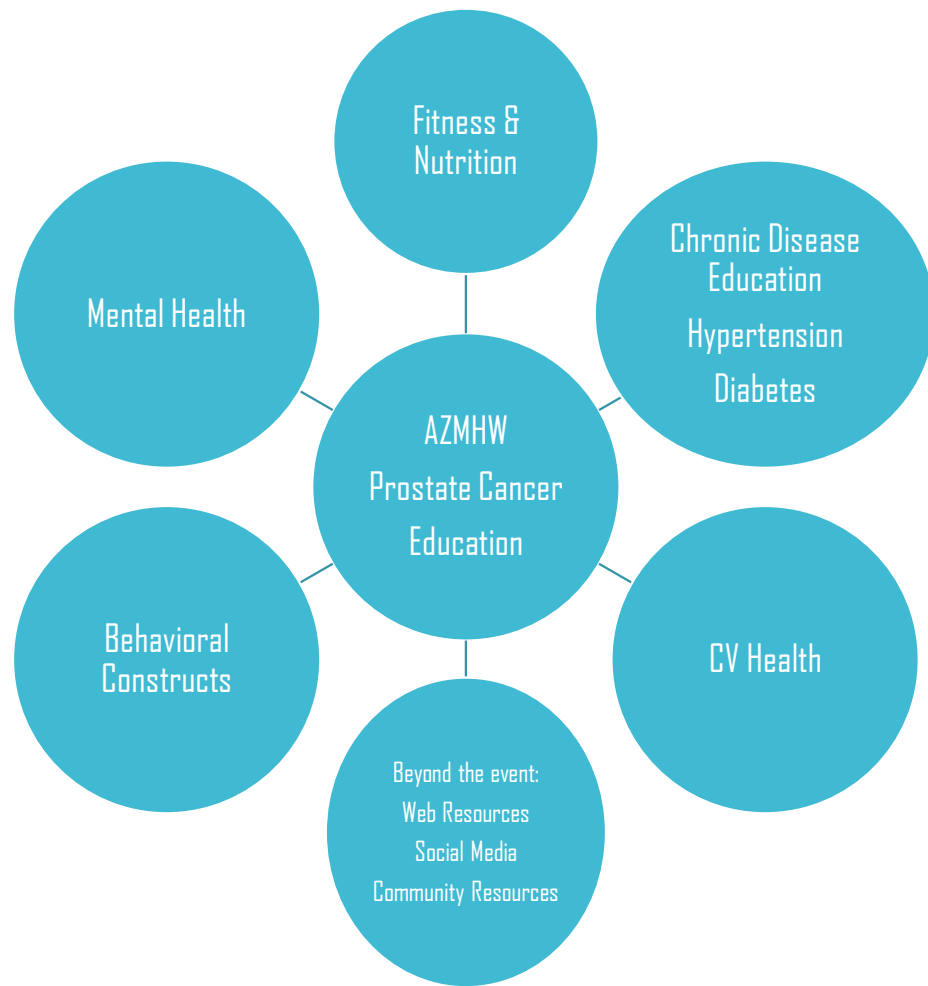 Fitness &
Nutrition
Chronic Disease
Education
Hypertension
Diabetes
Mental Health
AZMHW
Prostate Cancer
Education
Behavioral
Constructs
CV Health
Beyond the event:
Web Resources
Social Media
Community Resources